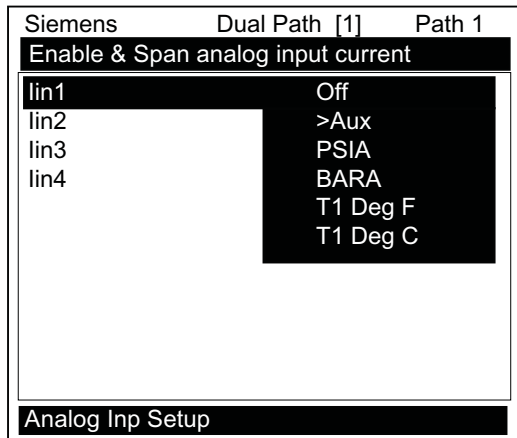 Siemens Dual Path [1] Path 1
Enable & Span analog input current
Iin1 Off
Iin2 >Aux
Iin3 PSIA
Iin4 BARA
T1 Deg F
T1 Deg C
Analog Inp Setup